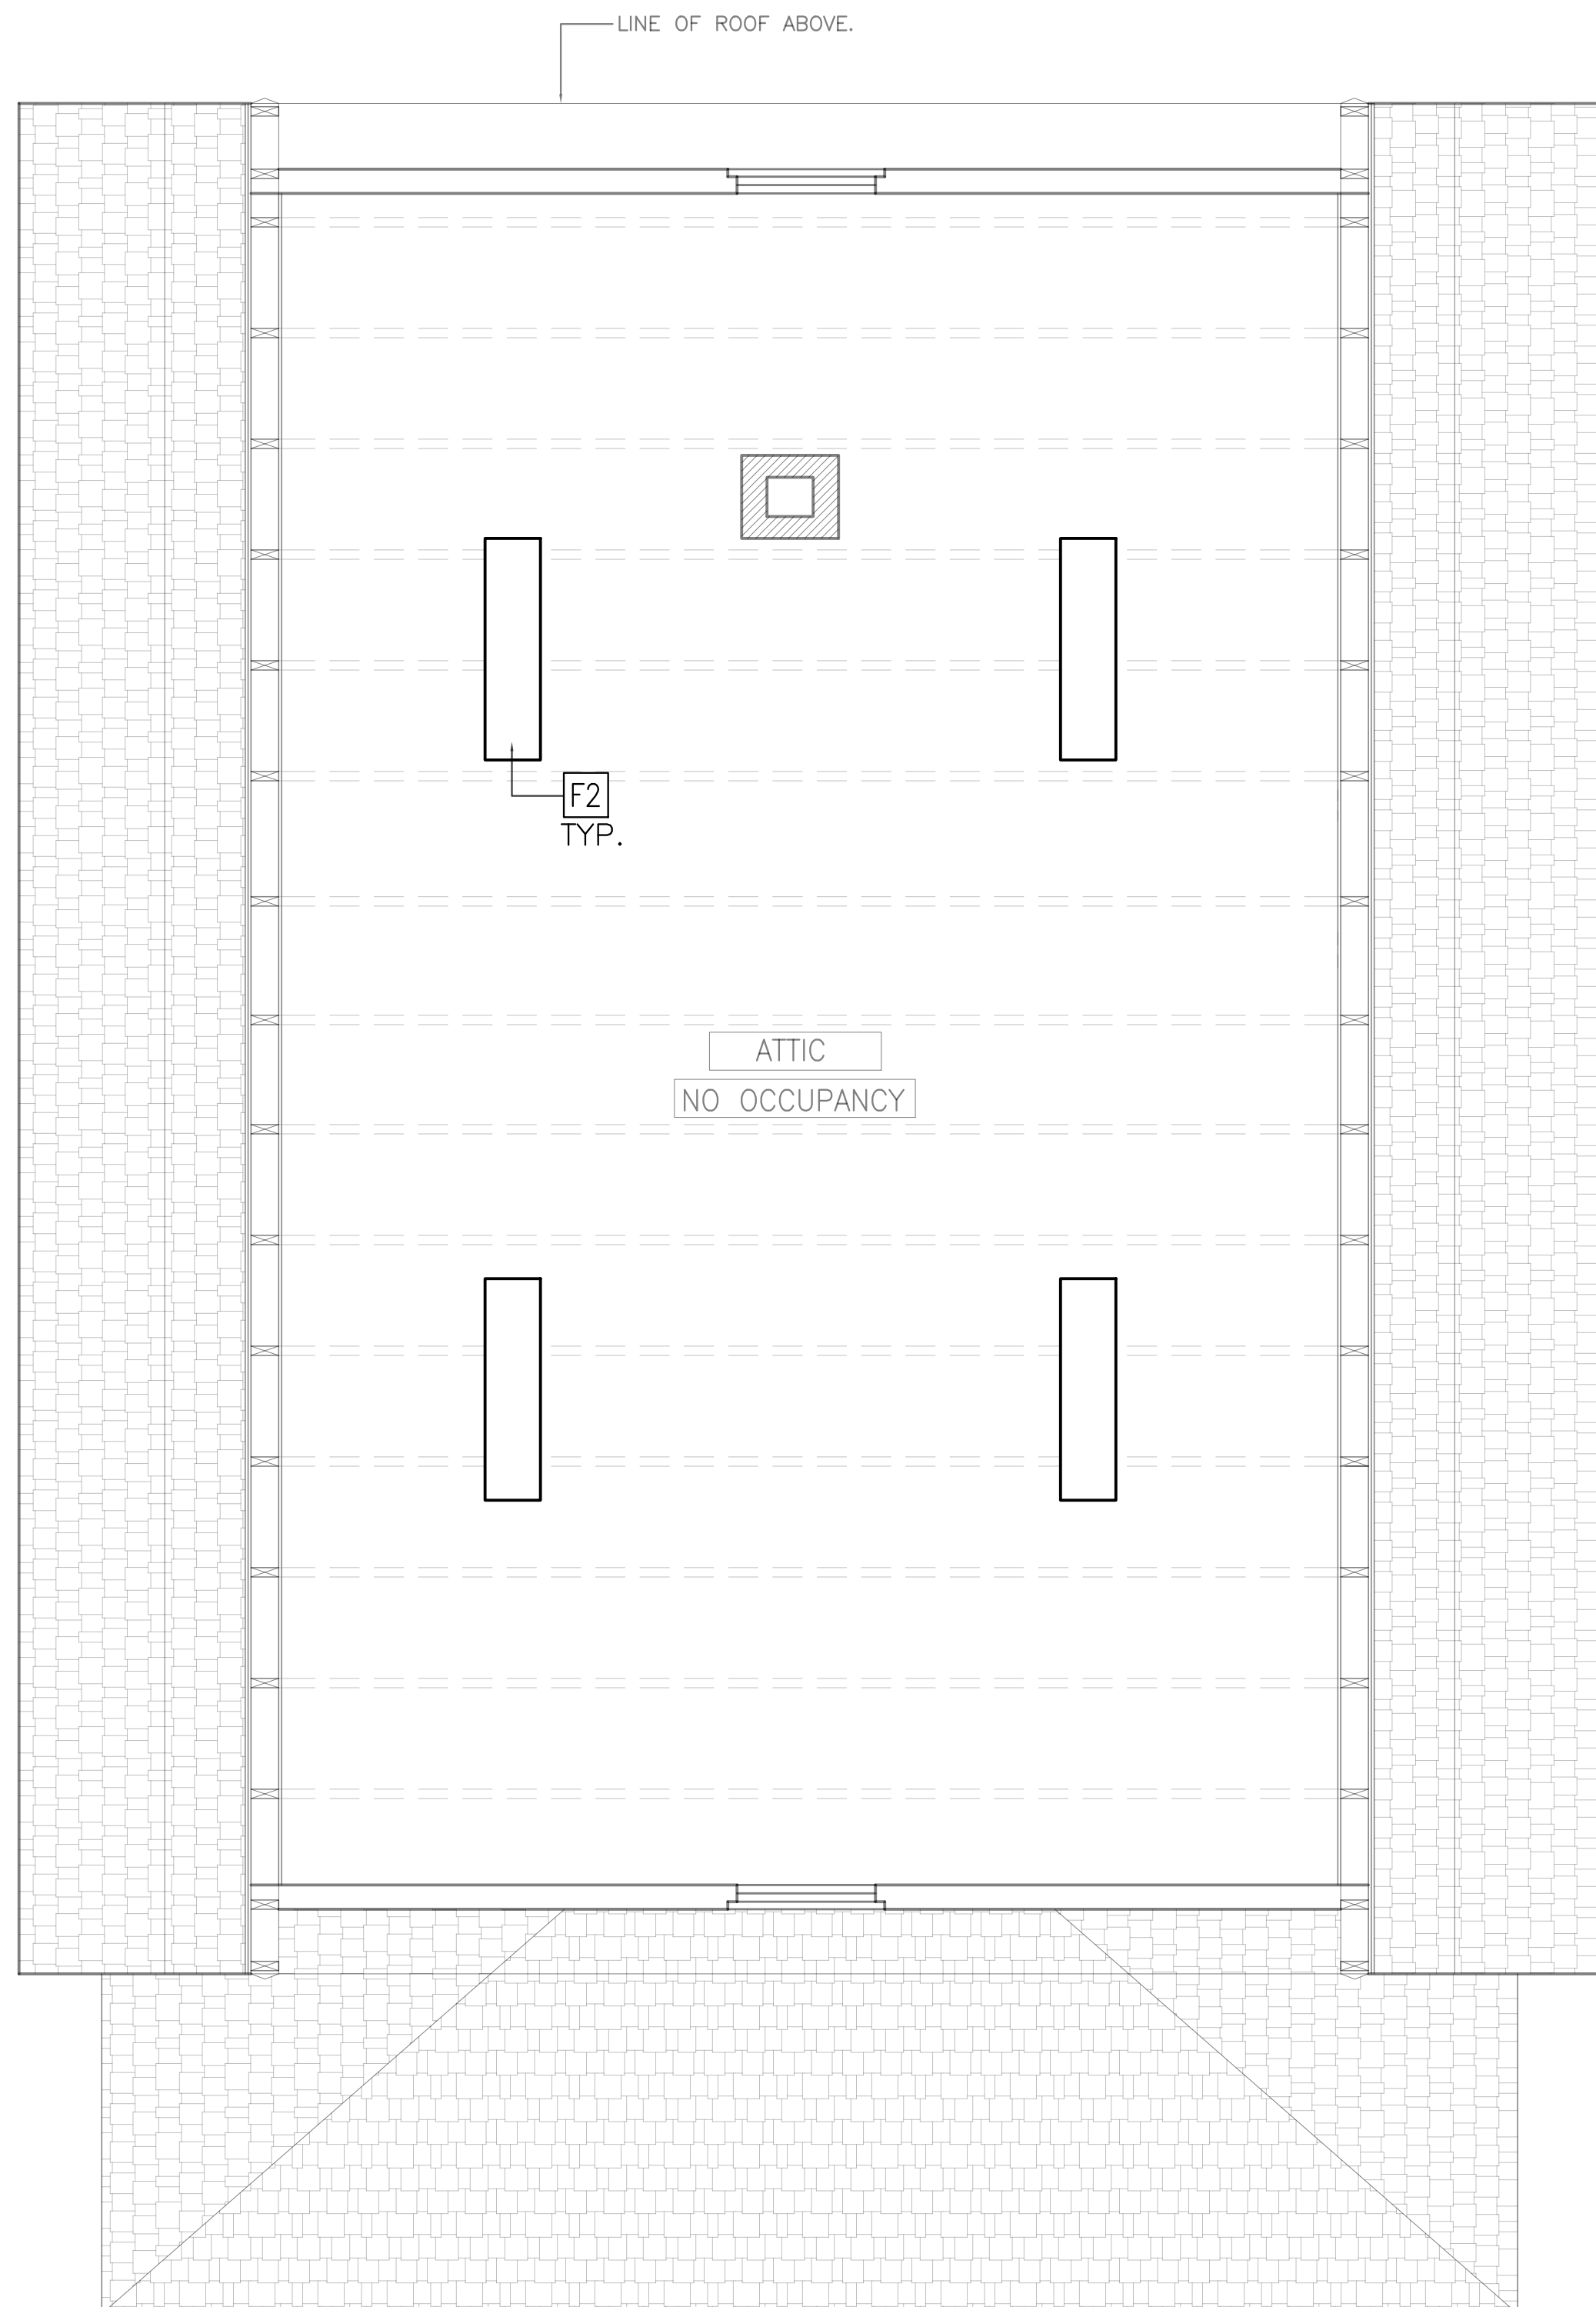 LINE OF ROOF ABOVE.
F2
TYP.
ATTIC
NO OCCUPANCY